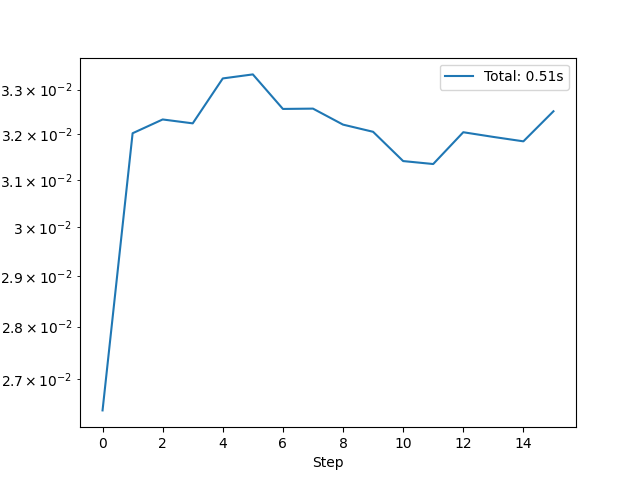 Total: 0.51s
3.3 × 10⁻²
3.2 × 10⁻²
3.1 × 10⁻²
3 × 10⁻²
2.9 × 10⁻²
2.8 × 10⁻²
2.7 × 10⁻²
0 2 4 6 8 10 12 14
Step